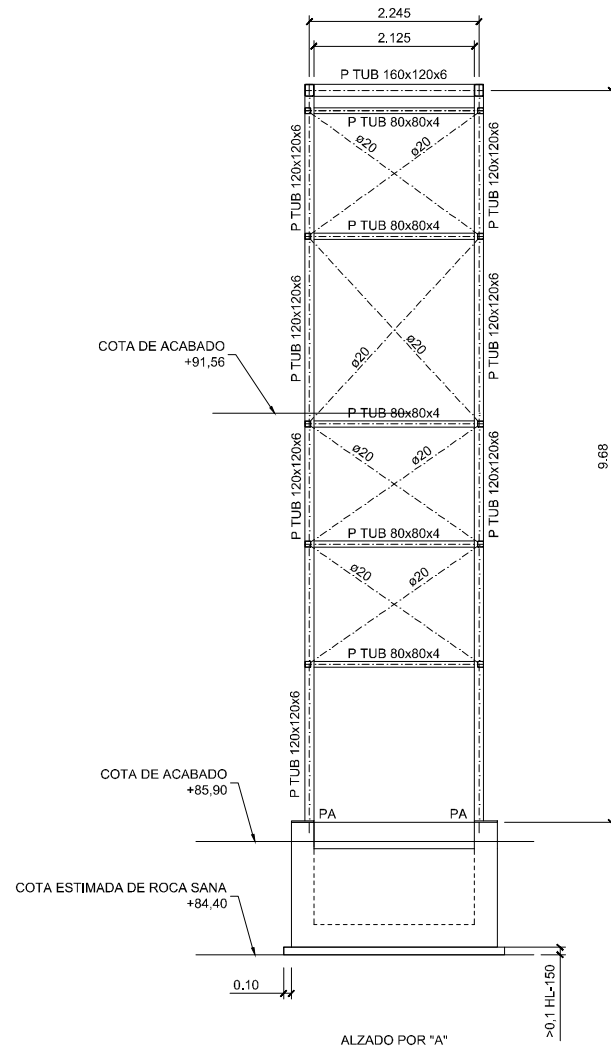 2.245
2.125
P TUB 160x120x6
P TUB 80x80x4
ø20
ø20
P TUB 120x120x6
P TUB 120x120x6
P TUB 80x80x4
P TUB 120x120x6
P TUB 120x120x6
COTA DE ACABADO
+91,56
ø20
ø20
P TUB 80x80x4
9.68
ø20
ø20
P TUB 120x120x6
P TUB 120x120x6
P TUB 80x80x4
ø20
ø20
P TUB 80x80x4
P TUB 120x120x6
COTA DE ACABADO
+85,90
PA
PA
COTA ESTIMADA DE ROCA SANA
+84,40
0.10
>0,1 HL-150
ALZADO POR "A"